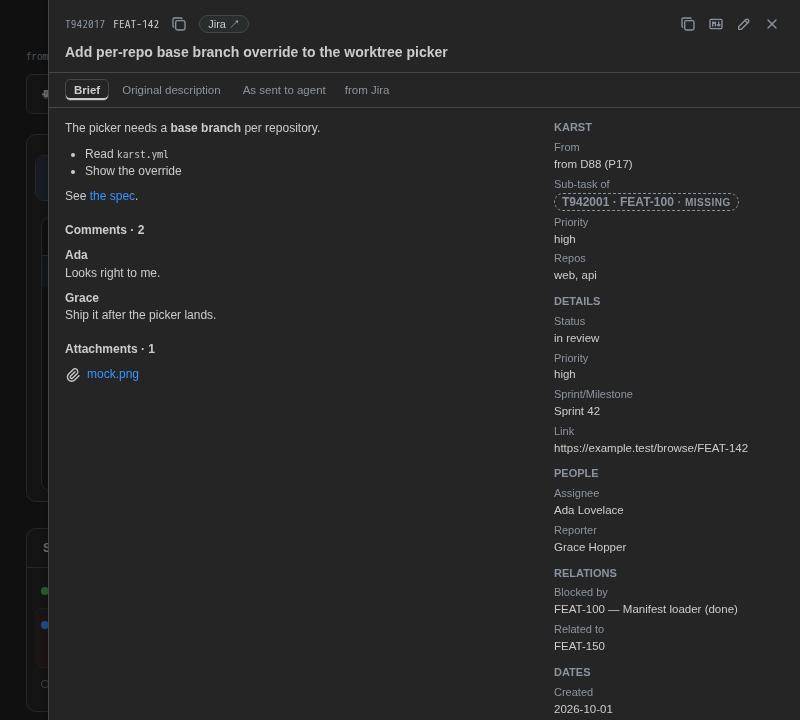 from
T942017 FEAT-142 Jira ↗
Add per-repo base branch override to the worktree picker
Brief Original description As sent to agent from Jira
The picker needs a base branch per repository.
• Read karst.yml
• Show the override
See the spec.
Comments · 2
Ada
Looks right to me.
Grace
Ship it after the picker lands.
Attachments · 1
mock.png
KARST
From
from D88 (P17)
Sub-task of
T942001 · FEAT-100 · MISSING
Priority
high
Repos
web, api
DETAILS
Status
in review
Priority
high
Sprint/Milestone
Sprint 42
Link
https://example.test/browse/FEAT-142
PEOPLE
Assignee
Ada Lovelace
Reporter
Grace Hopper
RELATIONS
Blocked by
FEAT-100 — Manifest loader (done)
Related to
FEAT-150
DATES
Created
2026-10-01